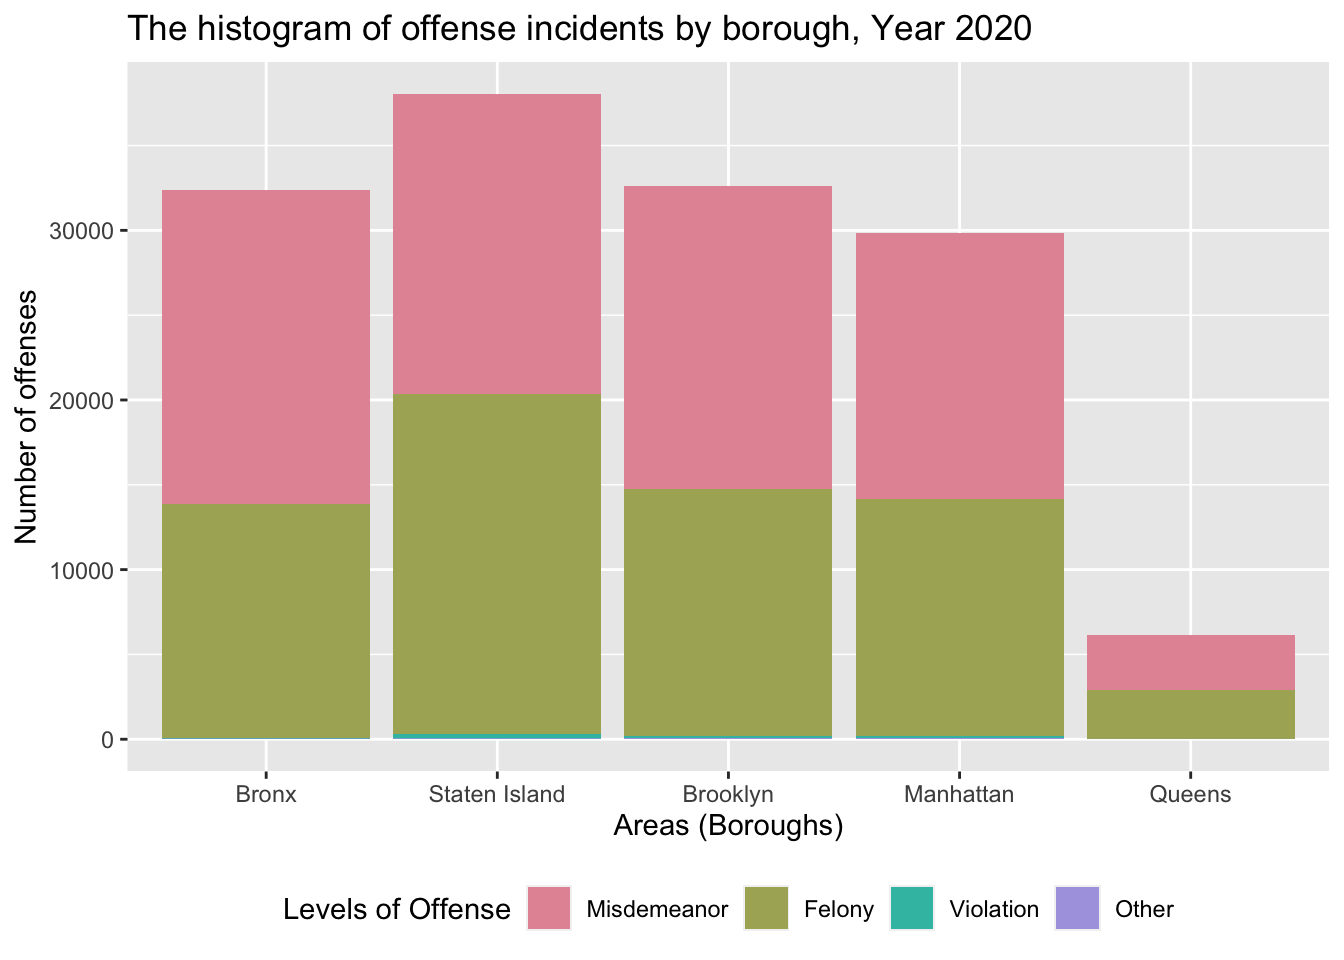 The histogram of offense incidents by borough, Year 2020
Number of offenses
30000
20000
10000
0
Bronx Staten Island Brooklyn Manhattan Queens
Areas (Boroughs)
Levels of Offense Misdemeanor Felony Violation Other